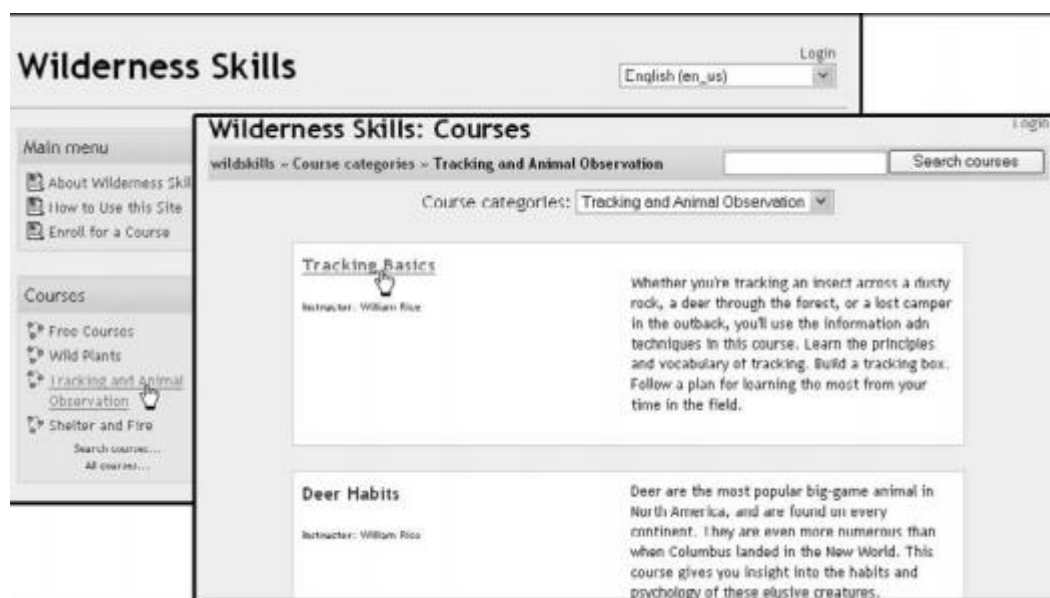 Wilderness Skills
Login
English (en_us)
Main menu
About Wilderness Skil
How to Use this Site
Enroll for a Course
Courses
Free Courses
Wild Plants
Tracking and Animal
Observation
Shelter and Fire
Search courses...
All courses...
Wilderness Skills: Courses
Login
wildskills » Course categories » Tracking and Animal Observation
Search courses
Course categories: Tracking and Animal Observation
Tracking Basics
Instructor: William Rice
Whether you're tracking an insect across a dusty
rock, a deer through the forest, or a lost camper
in the outback, you'll use the information adn
techniques in this course. Learn the principles
and vocabulary of tracking. Build a tracking box.
Follow a plan for learning the most from your
time in the field.
Deer Habits
Instructor: William Rice
Deer are the most popular big-game animal in
North America, and are found on every
continent. They are even more numerous than
when Columbus landed in the New World. This
course gives you insight into the habits and
psychology of these elusive creatures.